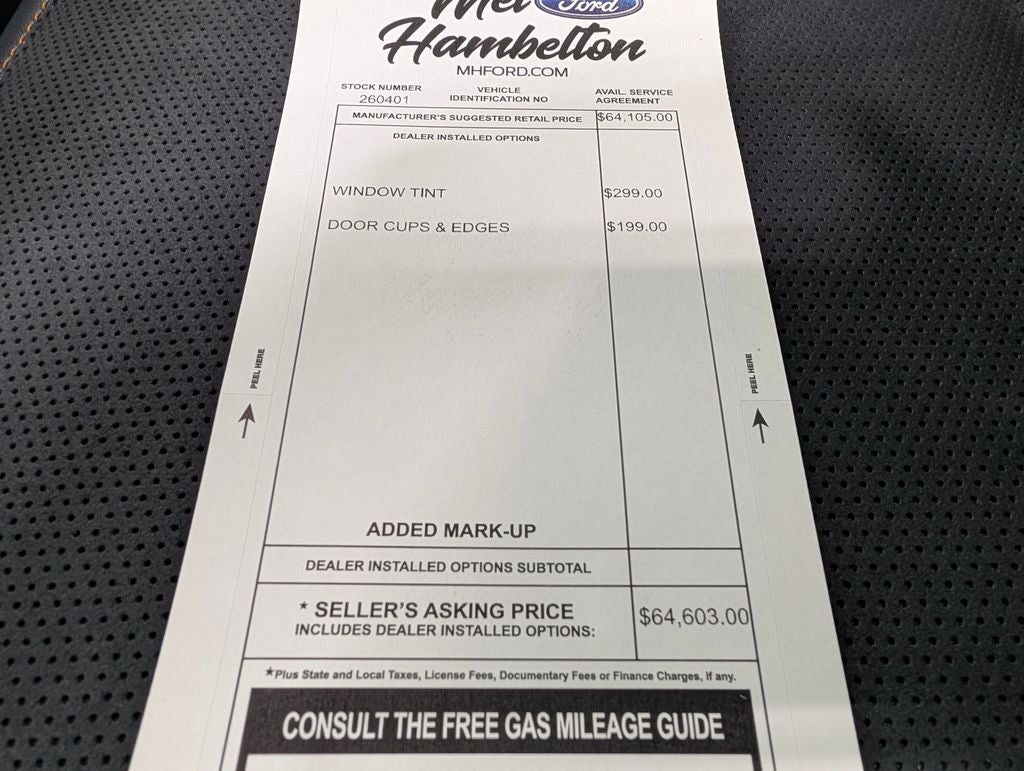 Mel Ford
Hambelton
MHFORD.COM
STOCK NUMBER
260401
VEHICLE
IDENTIFICATION NO
AVAIL. SERVICE
AGREEMENT
MANUFACTURER'S SUGGESTED RETAIL PRICE $64,105.00
DEALER INSTALLED OPTIONS
WINDOW TINT $299.00
DOOR CUPS & EDGES $199.00
PEEL HERE
PEEL HERE
ADDED MARK-UP
DEALER INSTALLED OPTIONS SUBTOTAL
* SELLER'S ASKING PRICE $64,603.00
INCLUDES DEALER INSTALLED OPTIONS:
*Plus State and Local Taxes, License Fees, Documentary Fees or Finance Charges, If any.
CONSULT THE FREE GAS MILEAGE GUIDE